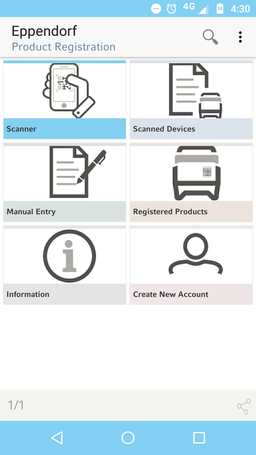 4G 4:30
Eppendorf
Product Registration
Scanner
Scanned Devices
Manual Entry
Registered Products
Information
Create New Account
1/1